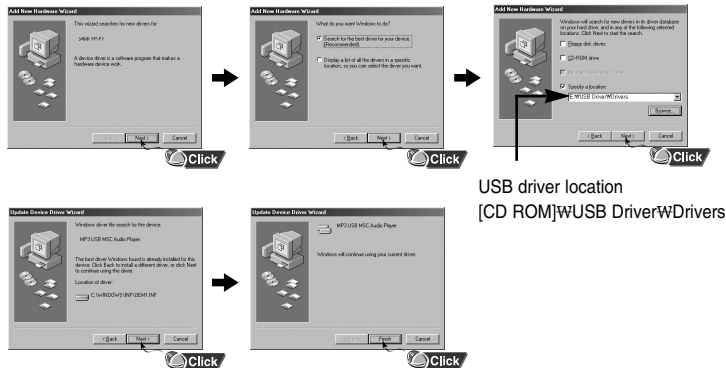 Add New Hardware Wizard
This wizard searches for new drivers for:
yepp YP-P1
A device driver is a software program that makes a
hardware device work.
Next >
Cancel
Click
Add New Hardware Wizard
What do you want Windows to do?
Search for the best driver for your device.
(Recommended).
Display a list of all the drivers in a specific
location, so you can select the driver you want.
< Back
Next >
Cancel
Click
Add New Hardware Wizard
Windows will search for new drivers in its driver database
on your hard drive, and in any of the following selected
locations. Click Next to start the search.
Floppy disk drives
CD-ROM drive
Specify a location:
E:₩USB Driver₩Drivers
Browse...
< Back
Next >
Cancel
Click
USB driver location
[CD ROM]₩USB Driver₩Drivers
Update Device Driver Wizard
Windows driver file search for the device:
MP3 USB MSC Audio Player
The best driver Windows found is already installed for this
device. Click Back to install a different driver, or click Next
to continue using this driver.
Location of driver:
C:\WINDOWS\INF\OEM1.INF
< Back
Next >
Cancel
Click
Update Device Driver Wizard
MP3 USB MSC Audio Player
Windows will continue using your current driver.
Finish
Cancel
Click